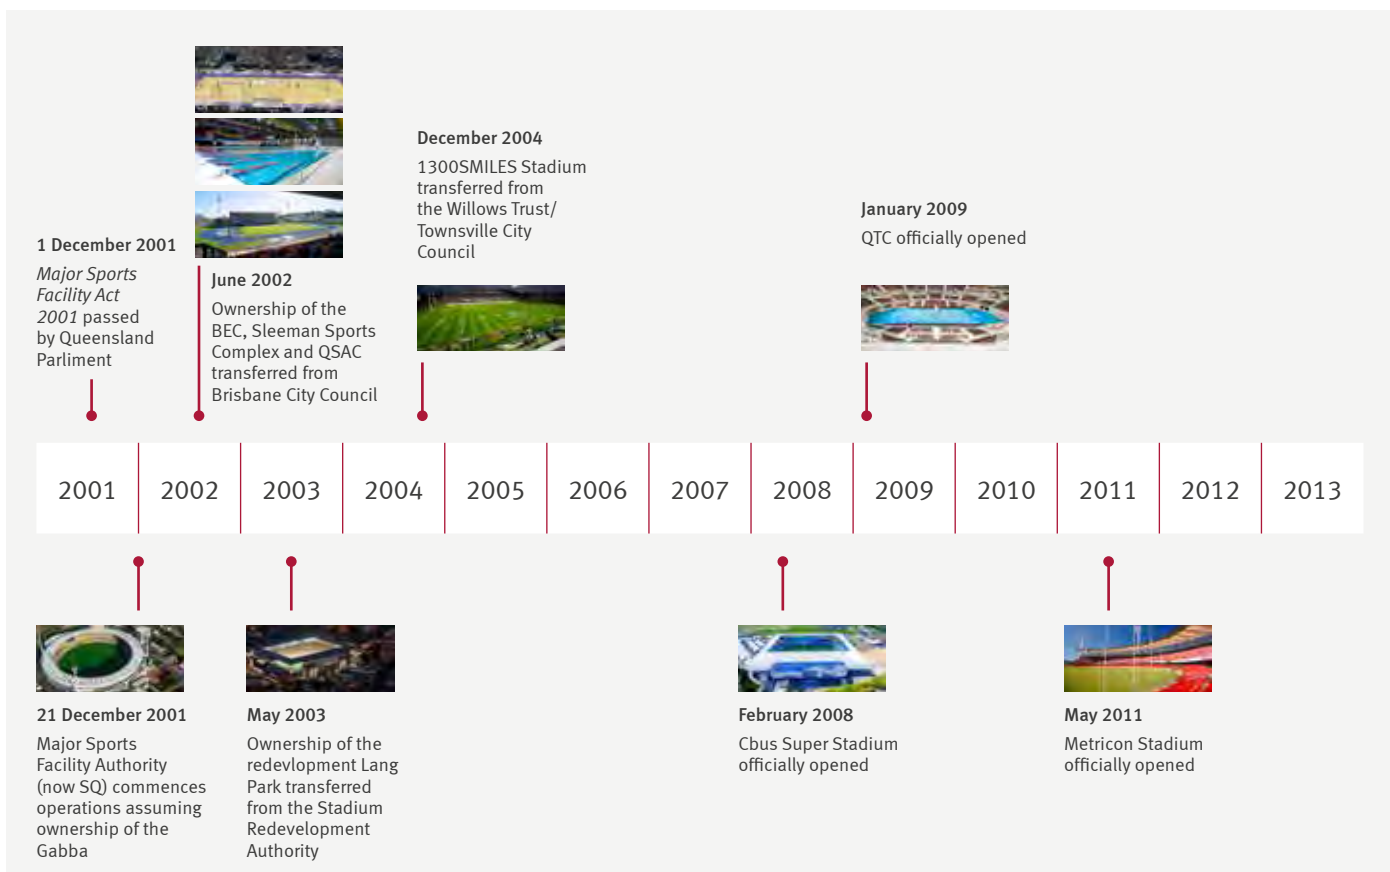 1 December 2001
Major Sports
Facility Act
2001 passed
by Queensland
Parliment
June 2002
Ownership of the
BEC, Sleeman Sports
Complex and QSAC
transferred from
Brisbane City Council
December 2004
1300SMILES Stadium
transferred from
the Willows Trust/
Townsville City
Council
January 2009
QTC officially opened
2001
2002
2003
2004
2005
2006
2007
2008
2009
2010
2011
2012
2013
21 December 2001
Major Sports
Facility Authority
(now SQ) commences
operations assuming
ownership of the
Gabba
May 2003
Ownership of the
redevlopment Lang
Park transferred
from the Stadium
Redevelopment
Authority
February 2008
Cbus Super Stadium
officially opened
May 2011
Metricon Stadium
officially opened